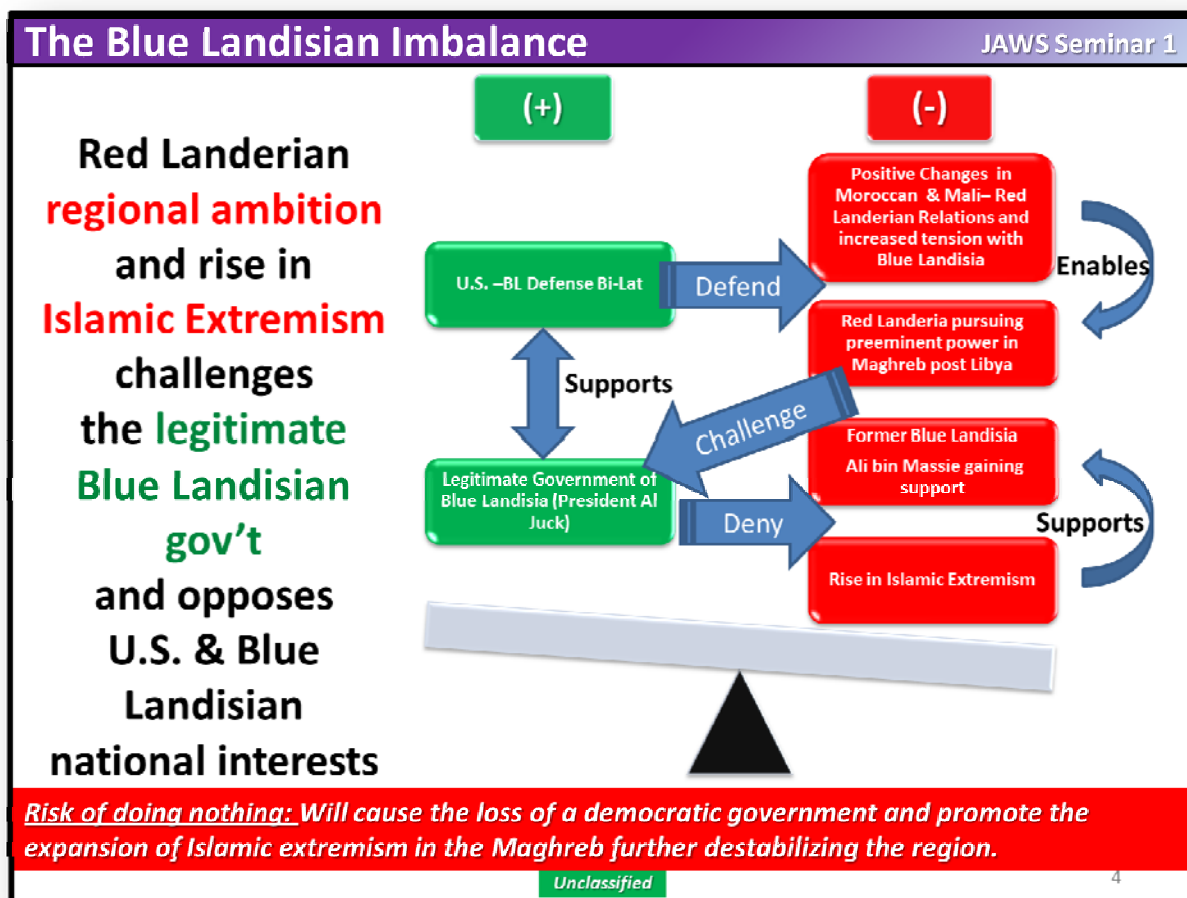 The Blue Landisian Imbalance
JAWS Seminar 1
Red Landerian
regional ambition
and rise in
Islamic Extremism
challenges
the legitimate
Blue Landisian
gov't
and opposes
U.S. & Blue
Landisian
national interests
(+)
(-)
U.S. –BL Defense Bi-Lat
Defend
Positive Changes in
Moroccan & Mali– Red
Landerian Relations and
increased tension with
Blue Landisia
Enables
Red Landeria pursuing
preeminent power in
Maghreb post Libya
Supports
Challenge
Legitimate Government of
Blue Landisia (President Al
Juck)
Deny
Former Blue Landisia
Ali bin Massie gaining
support
Supports
Rise in Islamic Extremism
Risk of doing nothing: Will cause the loss of a democratic government and promote the
expansion of Islamic extremism in the Maghreb further destabilizing the region.
Unclassified
4